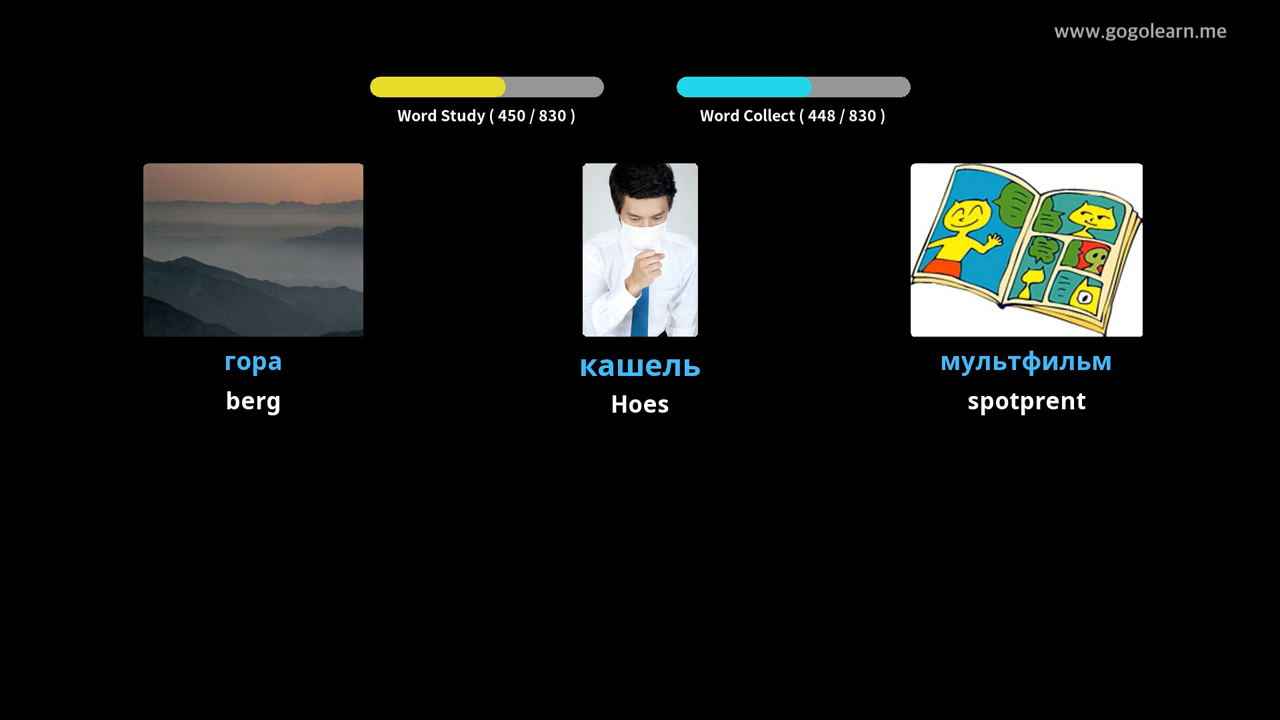 www.gogolearn.me
Word Study ( 450 / 830 )
Word Collect ( 448 / 830 )
гора
кашель
мультфильм
berg
Hoes
spotprent